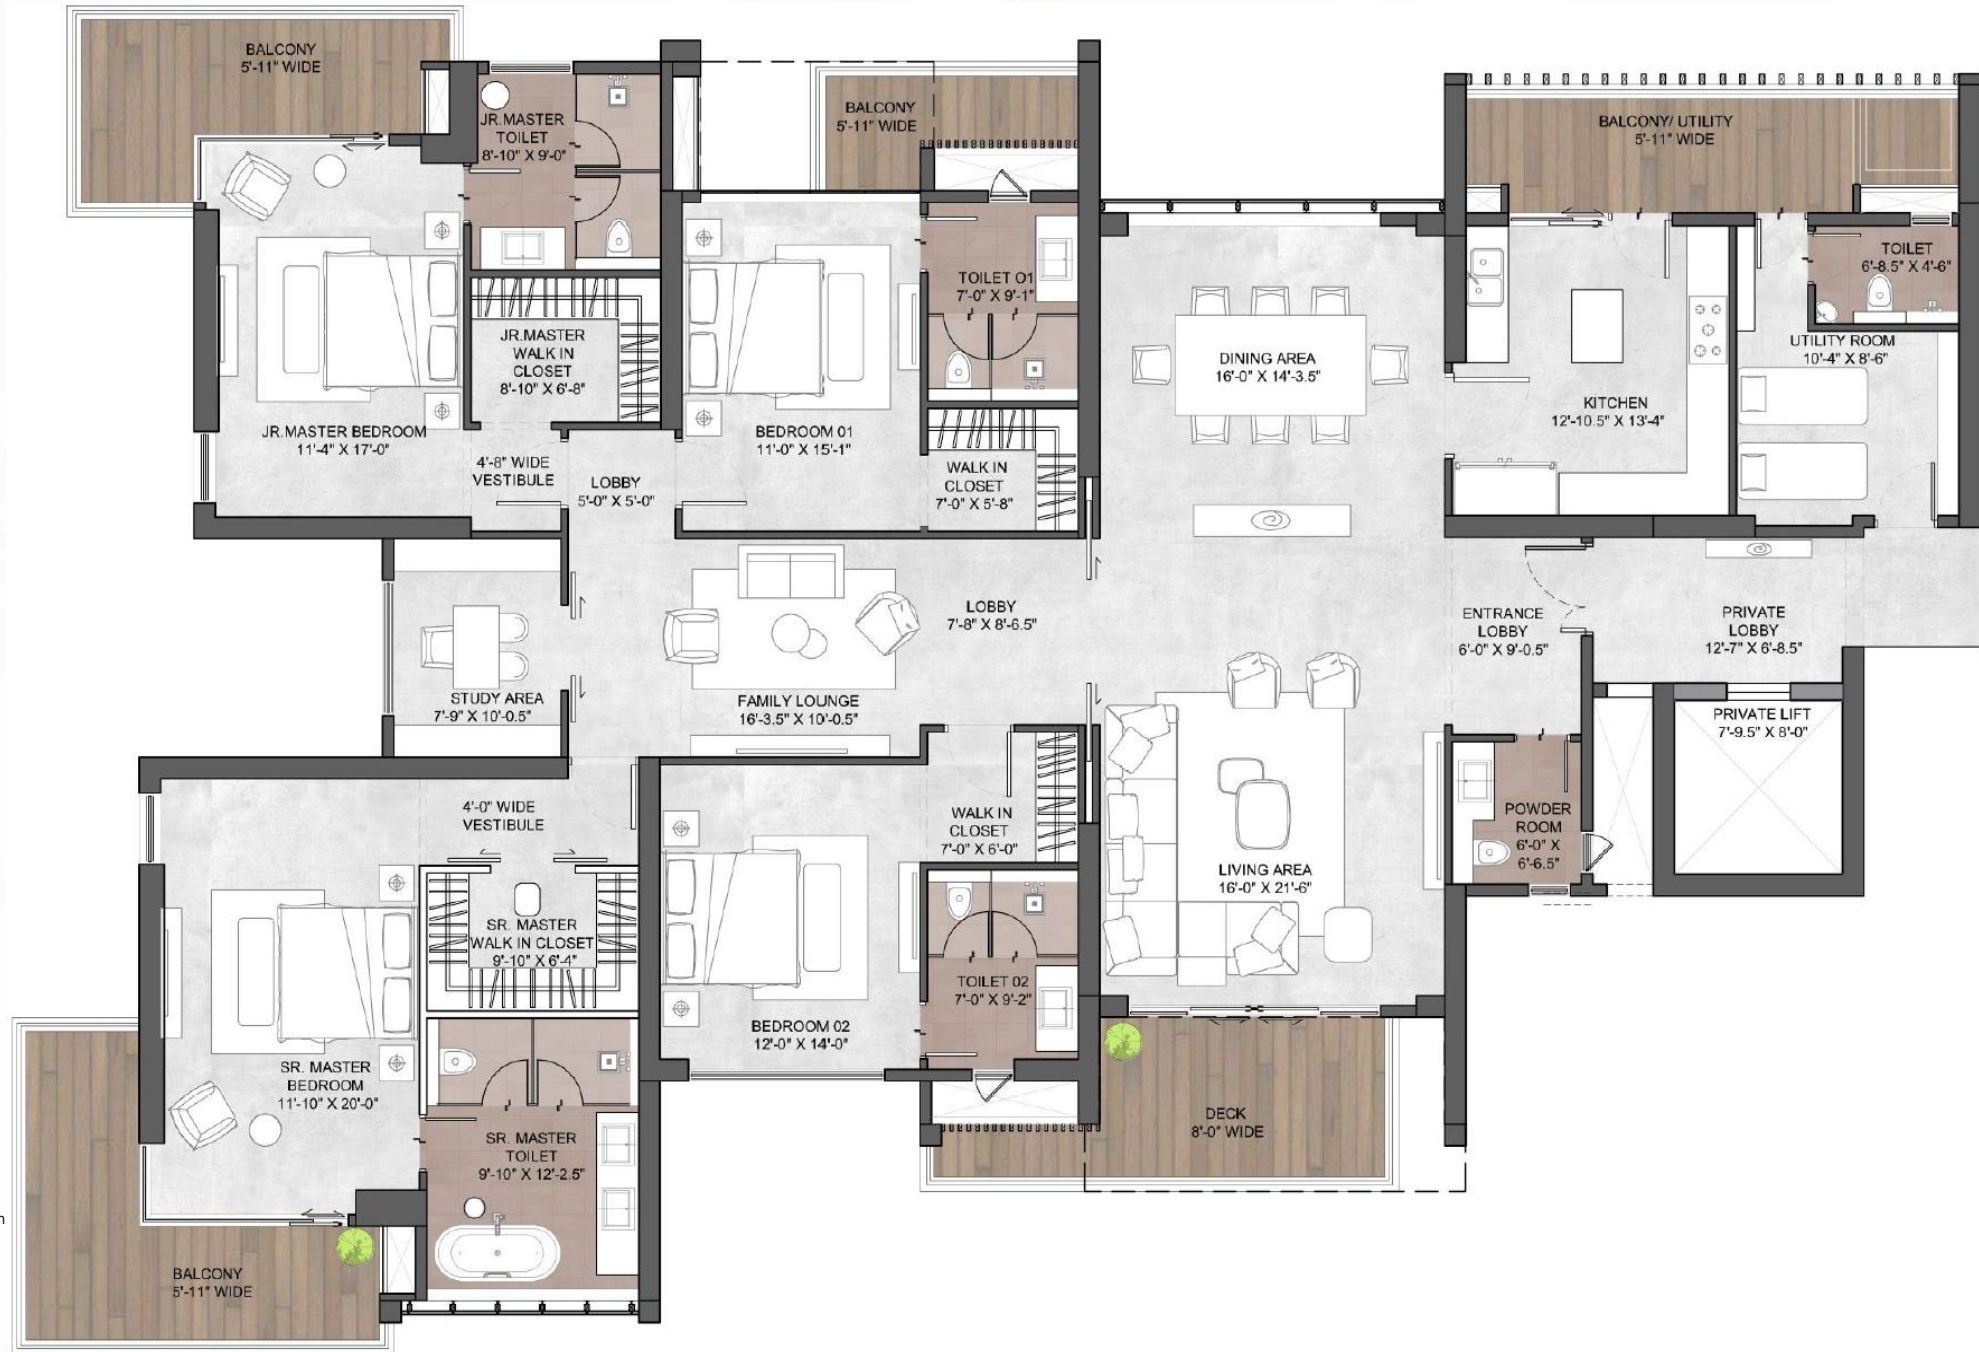 BALCONY
5'-11" WIDE
JR.MASTER
TOILET
8'-10" X 9'-0"
BALCONY
5'-11" WIDE
BALCONY/ UTILITY
5'-11" WIDE
TOILET O1
7'-0" X 9'-1"
TOILET
6'-8.5" X 4'-6"
JR.MASTER
WALK IN
CLOSET
8'-10" X 6'-8"
DINING AREA
16'-0" X 14'-3.5"
UTILITY ROOM
10'-4" X 8'-6"
KITCHEN
12'-10.5" X 13'-4"
JR.MASTER BEDROOM
11'-4" X 17'-0"
BEDROOM 01
11'-0" X 15'-1"
4'-8" WIDE
VESTIBULE
LOBBY
5'-0" X 5'-0"
WALK IN
CLOSET
7'-0" X 5'-8"
LOBBY
7'-8" X 8'-6.5"
ENTRANCE
LOBBY
6'-0" X 9'-0.5"
PRIVATE
LOBBY
12'-7" X 6'-8.5"
STUDY AREA
7'-9" X 10'-0.5"
FAMILY LOUNGE
16'-3.5" X 10'-0.5"
PRIVATE LIFT
7'-9.5" X 8'-0"
4'-0" WIDE
VESTIBULE
WALK IN
CLOSET
7'-0" X 6'-0"
POWDER
ROOM
6'-0" X
6'-6.5"
LIVING AREA
16'-0" X 21'-6"
SR. MASTER
WALK IN CLOSET
9'-10" X 6'-4"
TOILET 02
7'-0" X 9'-2"
BEDROOM 02
12'-0" X 14'-0"
SR. MASTER
BEDROOM
11'-10" X 20'-0"
DECK
8'-0" WIDE
SR. MASTER
TOILET
9'-10" X 12'-2.5"
BALCONY
5'-11" WIDE